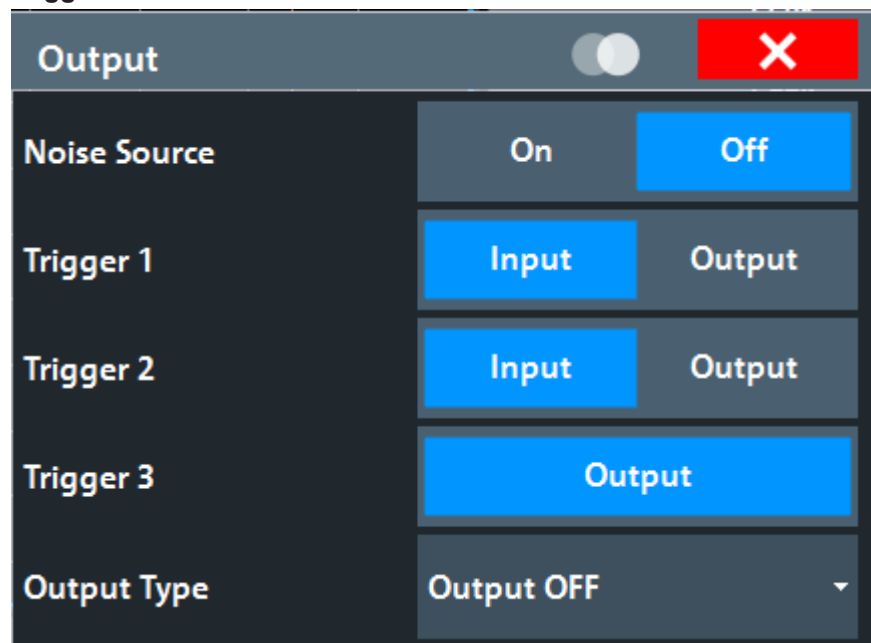 Output
Noise Source On Off
Trigger 1 Input Output
Trigger 2 Input Output
Trigger 3 Output
Output Type Output OFF